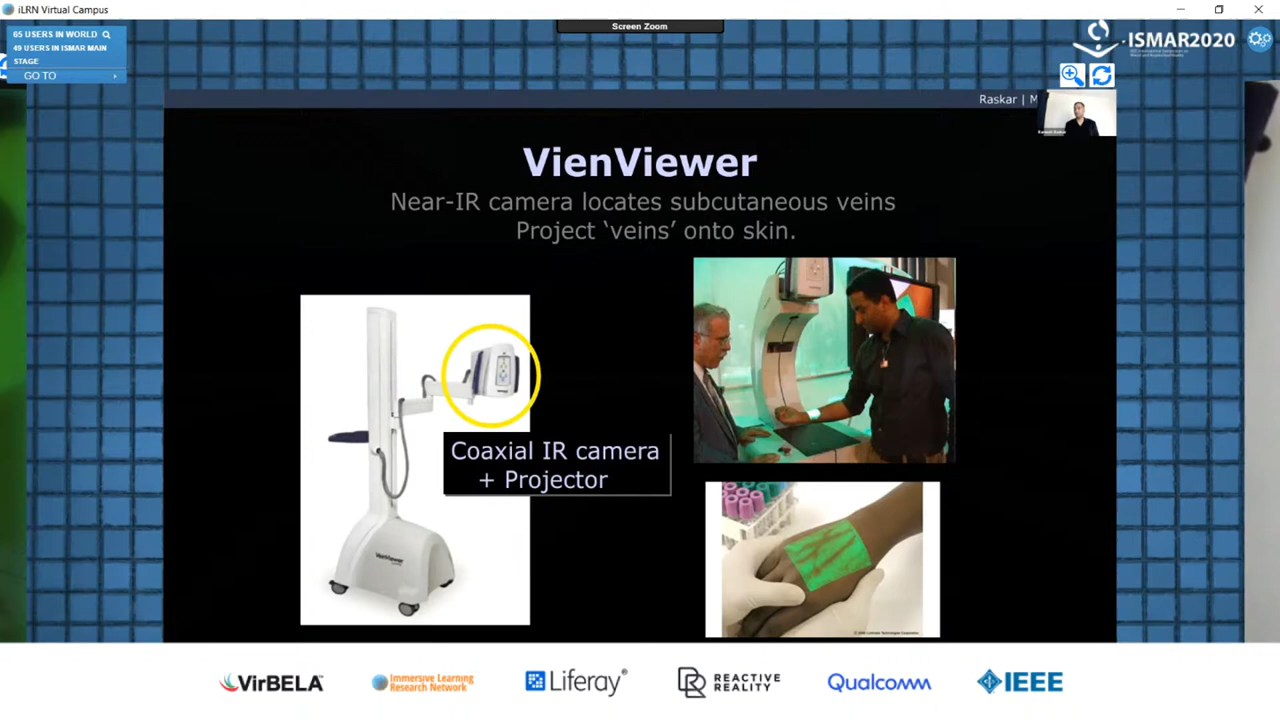 iLRN Virtual Campus
Screen Zoom
65 USERS IN WORLD
49 USERS IN ISMAR MAIN
STAGE
GO TO
ISMAR2020
Raskar | M
VienViewer
Near-IR camera locates subcutaneous veins
Project ‘veins’ onto skin.
Coaxial IR camera
+ Projector
VeinViewer
VirBELA
Immersive Learning
Research Network
Liferay
REACTIVE
REALITY
Qualcomm
IEEE